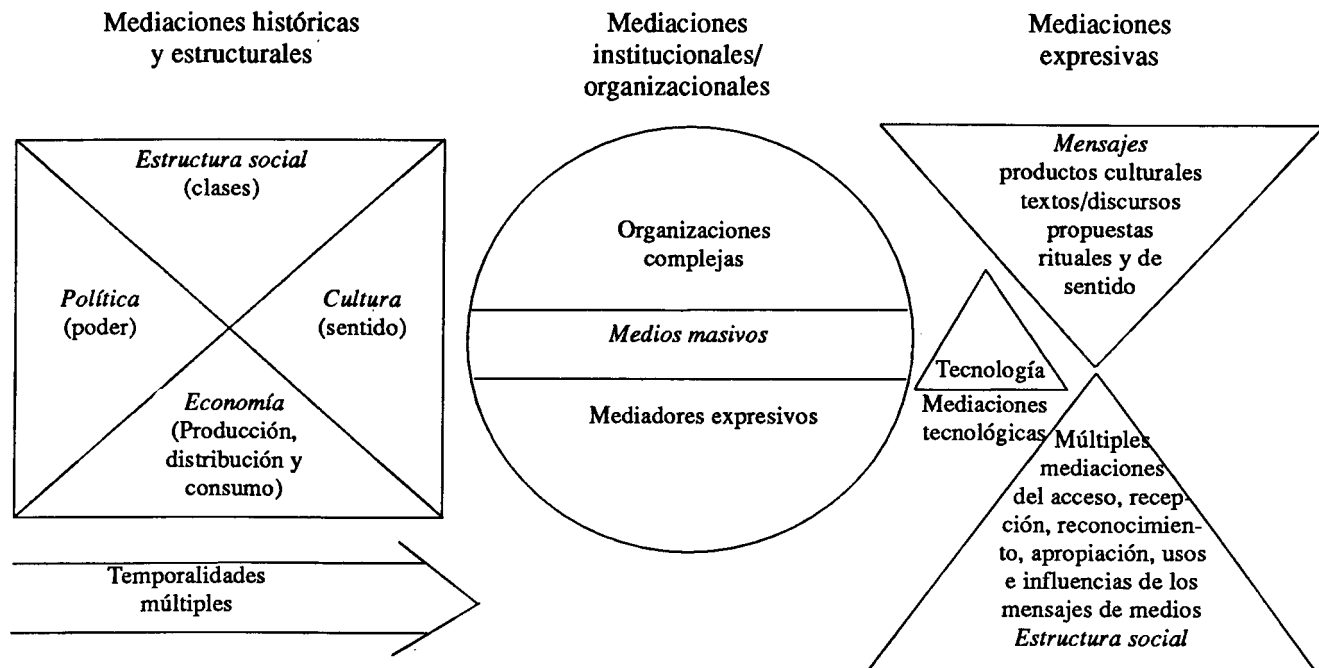 Mediaciones históricas
y estructurales
Mediaciones
institucionales/
organizacionales
Mediaciones
expresivas
Estructura social
(clases)
Política
(poder)
Cultura
(sentido)
Economía
(Producción,
distribución y
consumo)
Temporalidades
múltiples
Organizaciones
complejas
Medios masivos
Mediadores expresivos
Mensajes
productos culturales
textos/discursos
propuestas
rituales y de
sentido
Tecnología
Mediaciones
tecnológicas
Múltiples
mediaciones
del acceso, recep-
ción, reconocimien-
to, apropiación, usos
e influencias de los
mensajes de medios
Estructura social